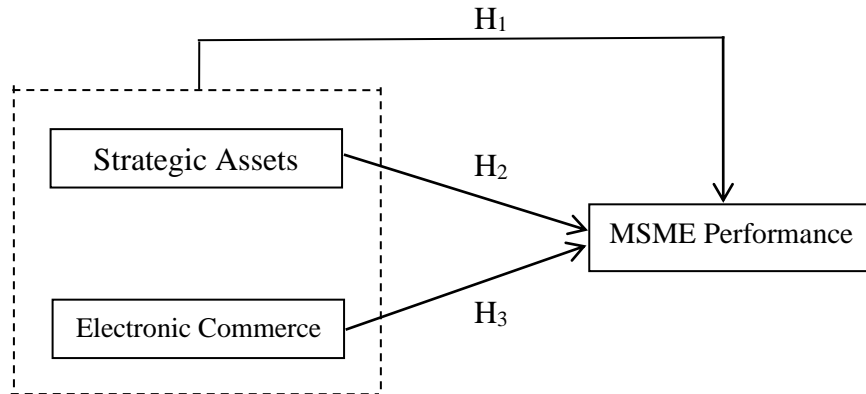 H₁
Strategic Assets
H₂
MSME Performance
Electronic Commerce
H₃